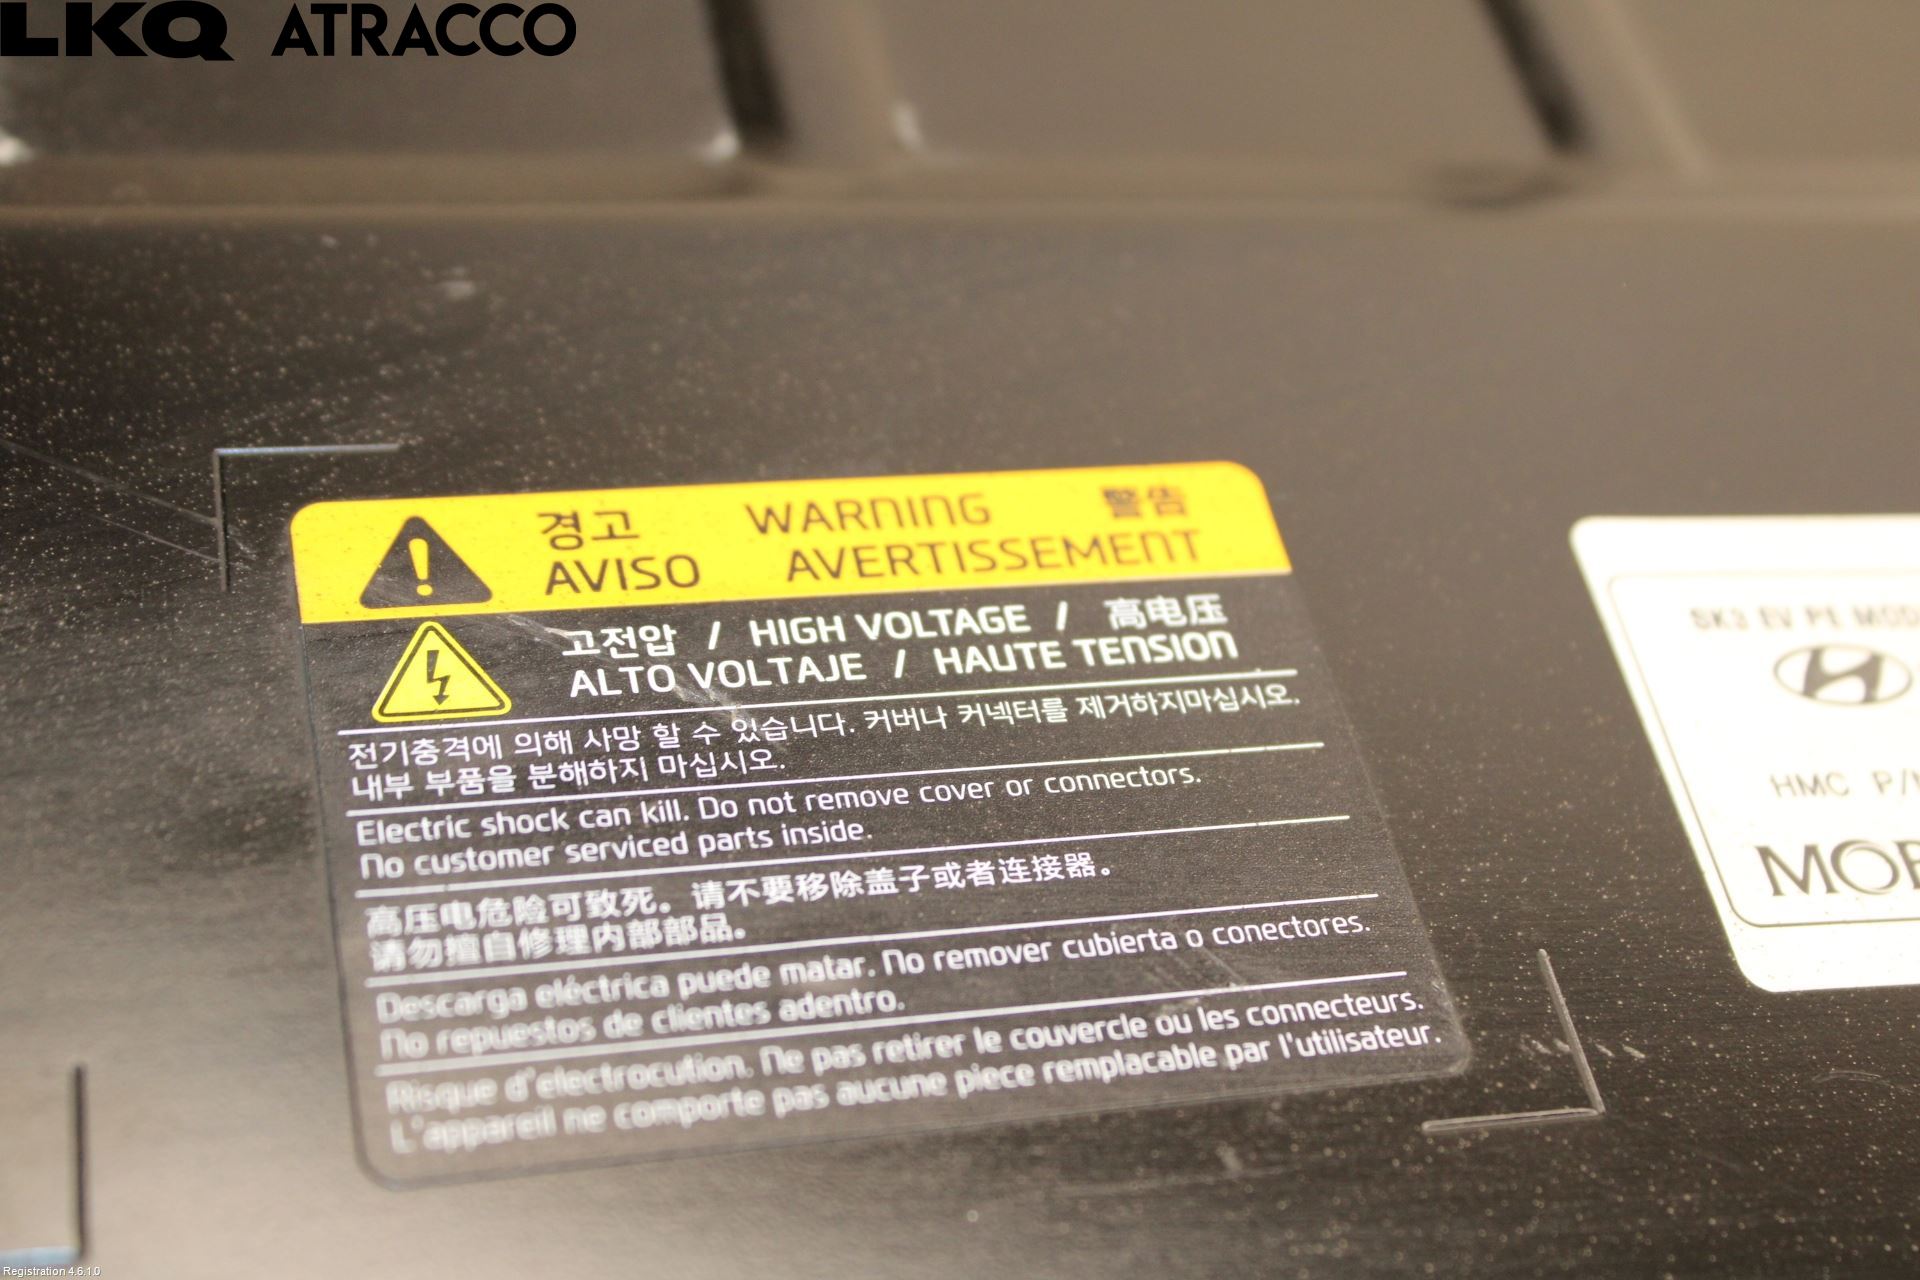 LKQ ATRACCO
경고 WARNING 警告
AVISO AVERTISSEMENT
고전압 / HIGH VOLTAGE / 高电压
ALTO VOLTAJE / HAUTE TENSION
전기충격에 의해 사망 할 수 있습니다. 커버나 커넥터를 제거하지마십시오.
내부 부품을 분해하지 마십시오.
Electric shock can kill. Do not remove cover or connectors.
No customer serviced parts inside.
高压电危险可致死。请不要移除盖子或者连接器。
请勿擅自修理内部部品。
Descarga eléctrica puede matar. No remover cubierta o conectores.
No repuestos de clientes adentro.
Risque d'electrocution. Ne pas retirer le couvercle ou les connecteurs.
L'appareil ne comporte pas aucune piece remplacable par l'utilisateur.
SK3 EV PE MOD
HMC P/N
MOB
Registration 4.6.1.0